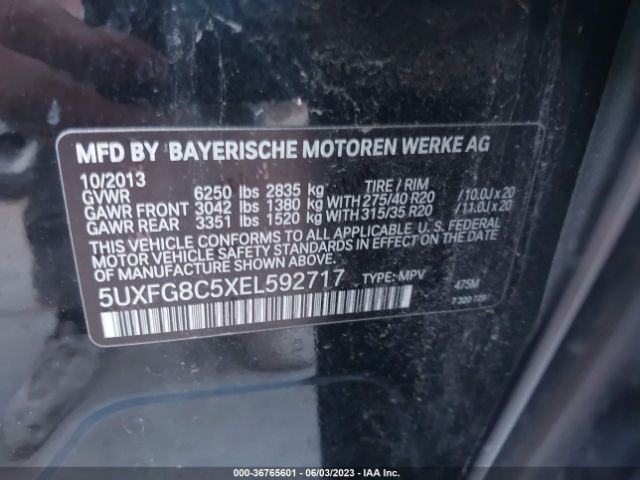 MFD BY BAYERISCHE MOTOREN WERKE AG
10/2013 TIRE / RIM
GVWR 6250 lbs 2835 kg
GAWR FRONT 3042 lbs 1380 kg WITH 275/40 R20 /10.0J x 20
GAWR REAR 3351 lbs 1520 kg WITH 315/35 R20 /11.0J x 20
THIS VEHICLE CONFORMS TO ALL APPLICABLE U. S. FEDERAL
MOTOR VEHICLE SAFETY STANDARDS IN EFFECT ON THE DATE
OF MANUFACTURE SHOWN ABOVE.
5UXFG8C5XEL592717 TYPE: MPV 475M
7 320 729
000-36765601 - 06/03/2023 - IAA Inc.